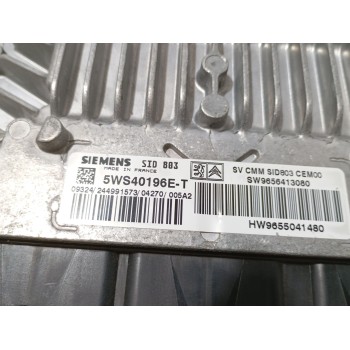 SIEMENS SID 803
MADE IN FRANCE
5WS40196E-T
09324/244991573/04270/005A2
SV CMM SID803 CEM00
SW9656413080
HW9655041480